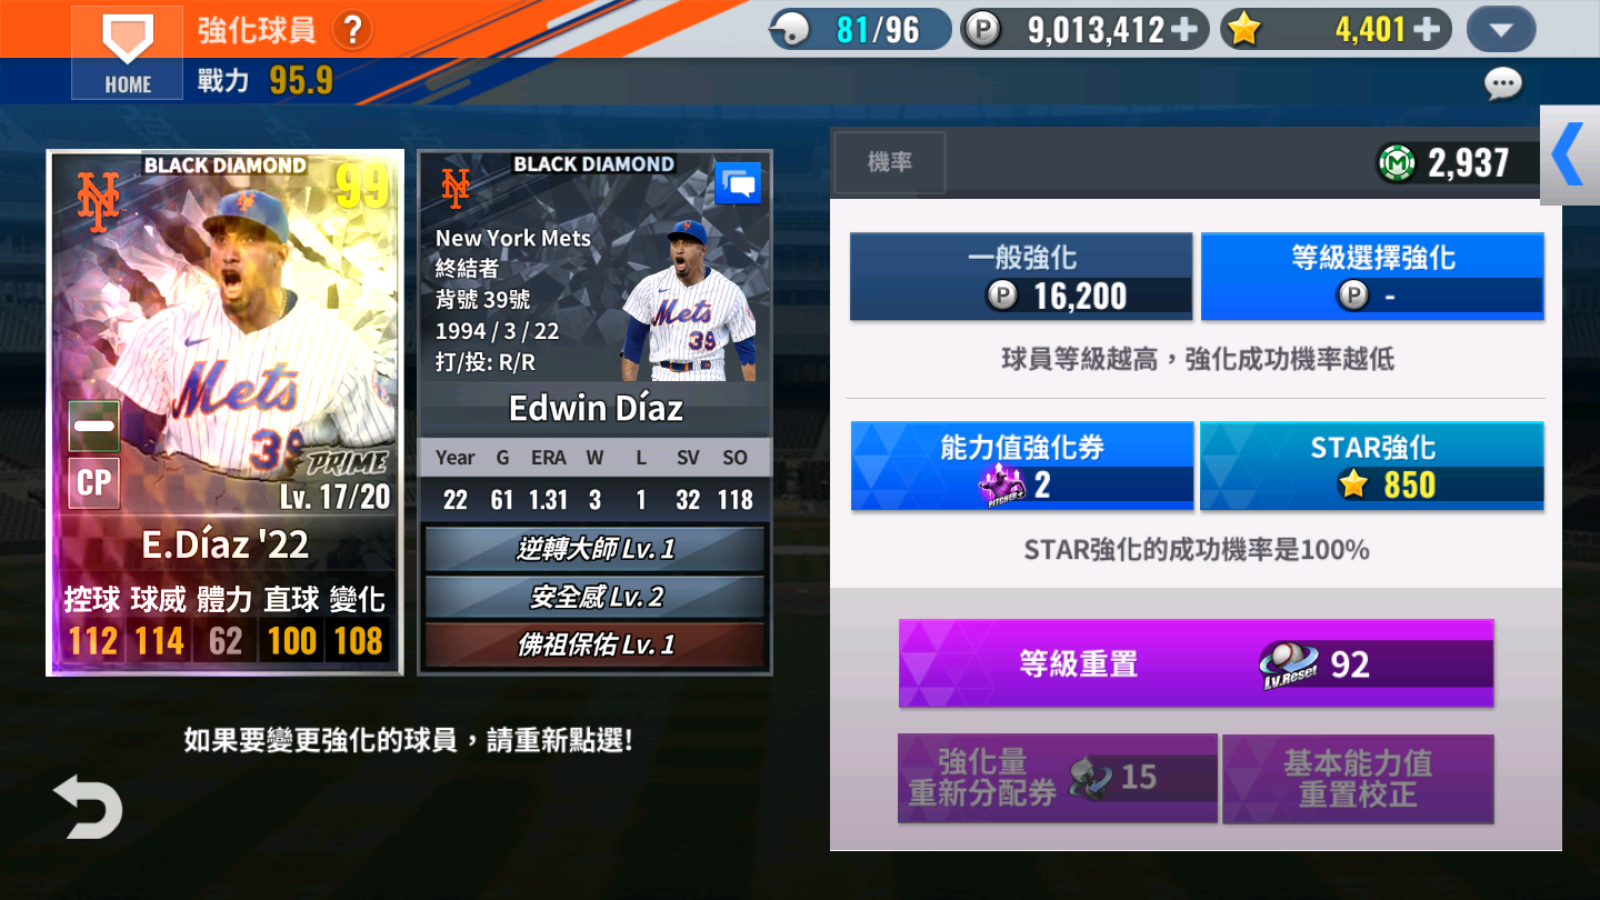 HOME
強化球員 ?
81/96
P 9,013,412 +
4,401 +
戰力 95.9
BLACK DIAMOND
99
CP
PRIME
Lv. 17/20
E.Díaz '22
控球 球威 體力 直球 變化
112 114 62 100 108
BLACK DIAMOND
New York Mets
終結者
背號 39號
1994 / 3 / 22
打/投: R/R
Mets
39
Edwin Díaz
Year G ERA W L SV SO
22 61 1.31 3 1 32 118
逆轉大師 Lv. 1
安全感 Lv. 2
佛祖保佑 Lv. 1
如果要變更強化的球員，請重新點選!
機率
M 2,937
一般強化
P 16,200
等級選擇強化
P -
球員等級越高，強化成功機率越低
能力值強化券
PITCHER+ 2
STAR強化
850
STAR強化的成功機率是100%
等級重置
LV.Reset 92
強化量
重新分配券 15
基本能力值
重置校正